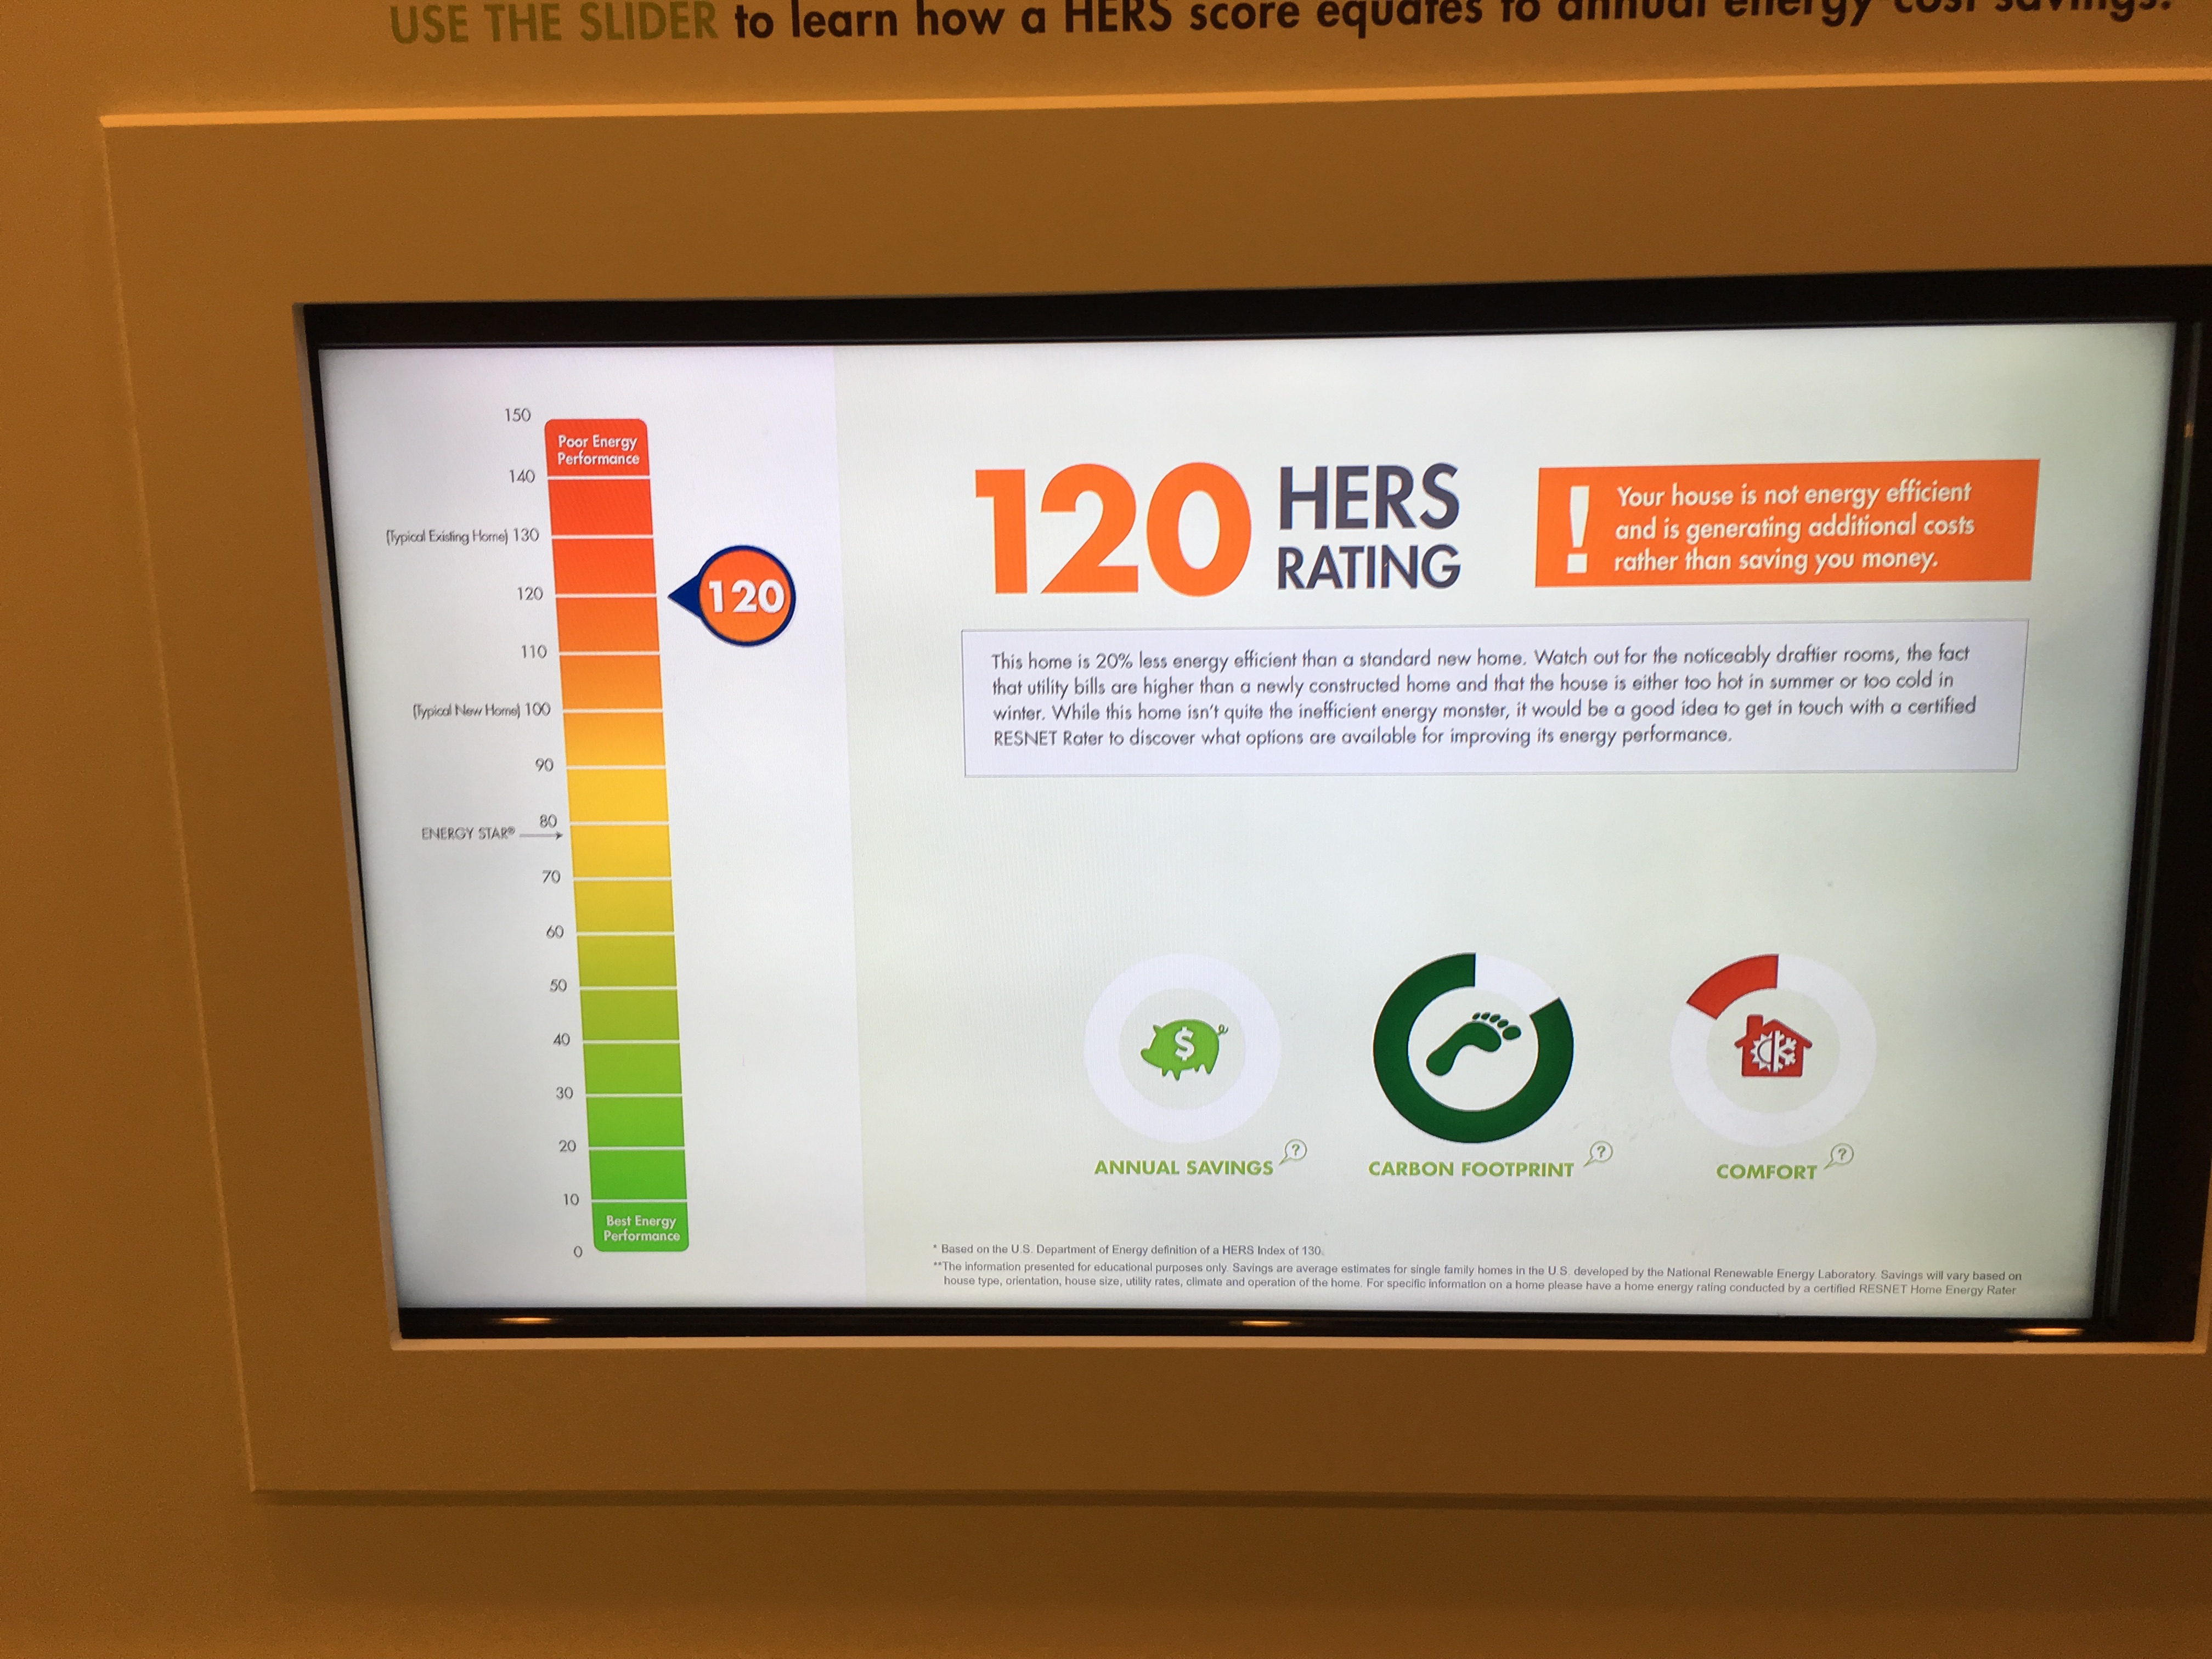 USE THE SLIDER to learn how a HERS score equates to annual energy cost savings.
150
Poor Energy
Performance
140
(Typical Existing Home) 130
120
120
110
(Typical New Home) 100
90
80
ENERGY STAR®
70
60
50
40
30
20
10
Best Energy
Performance
0
120 HERS
RATING
! Your house is not energy efficient
and is generating additional costs
rather than saving you money.
This home is 20% less energy efficient than a standard new home. Watch out for the noticeably draftier rooms, the fact
that utility bills are higher than a newly constructed home and that the house is either too hot in summer or too cold in
winter. While this home isn't quite the inefficient energy monster, it would be a good idea to get in touch with a certified
RESNET Rater to discover what options are available for improving its energy performance.
$
ANNUAL SAVINGS ?
CARBON FOOTPRINT ?
COMFORT ?
* Based on the U.S. Department of Energy definition of a HERS Index of 130.
**The information presented for educational purposes only. Savings are average estimates for single family homes in the U.S. developed by the National Renewable Energy Laboratory. Savings will vary based on
house type, orientation, house size, utility rates, climate and operation of the home. For specific information on a home please have a home energy rating conducted by a certified RESNET Home Energy Rater